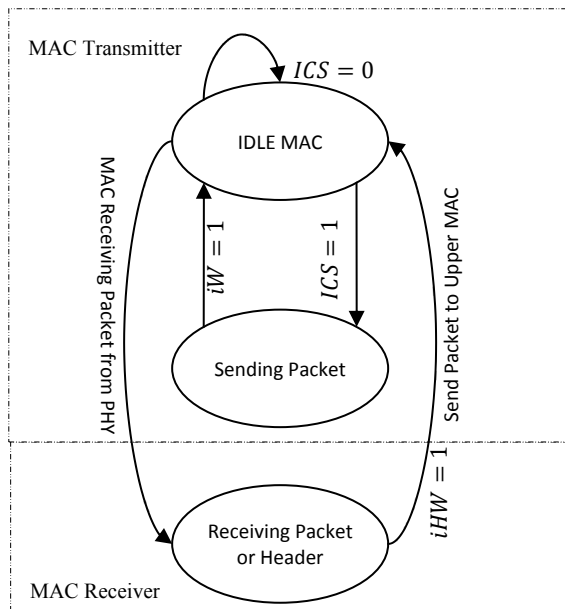 MAC Transmitter
ICS = 0
IDLE MAC
MAC Receiving Packet from PHY
iW = 1
ICS = 1
Send Packet to Upper MAC
Sending Packet
iHW = 1
Receiving Packet
or Header
MAC Receiver